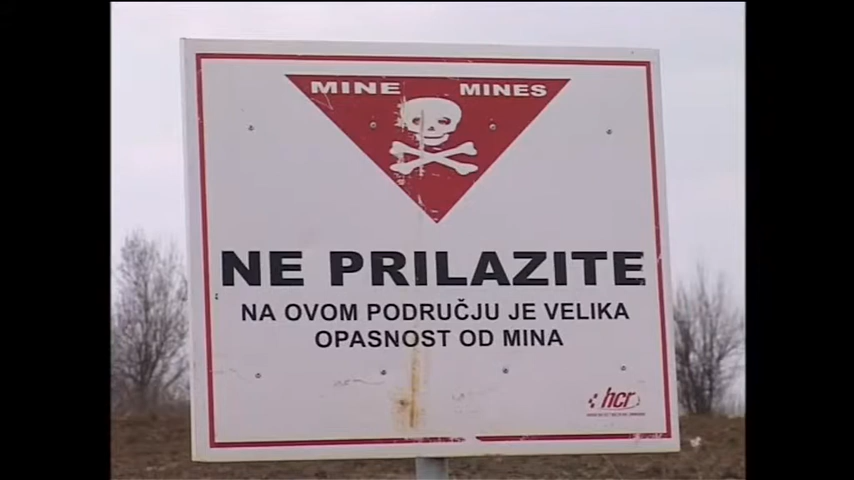 MINE MINES
NE PRILAZITE
NA OVOM PODRUČJU JE VELIKA
OPASNOST OD MINA
hcr